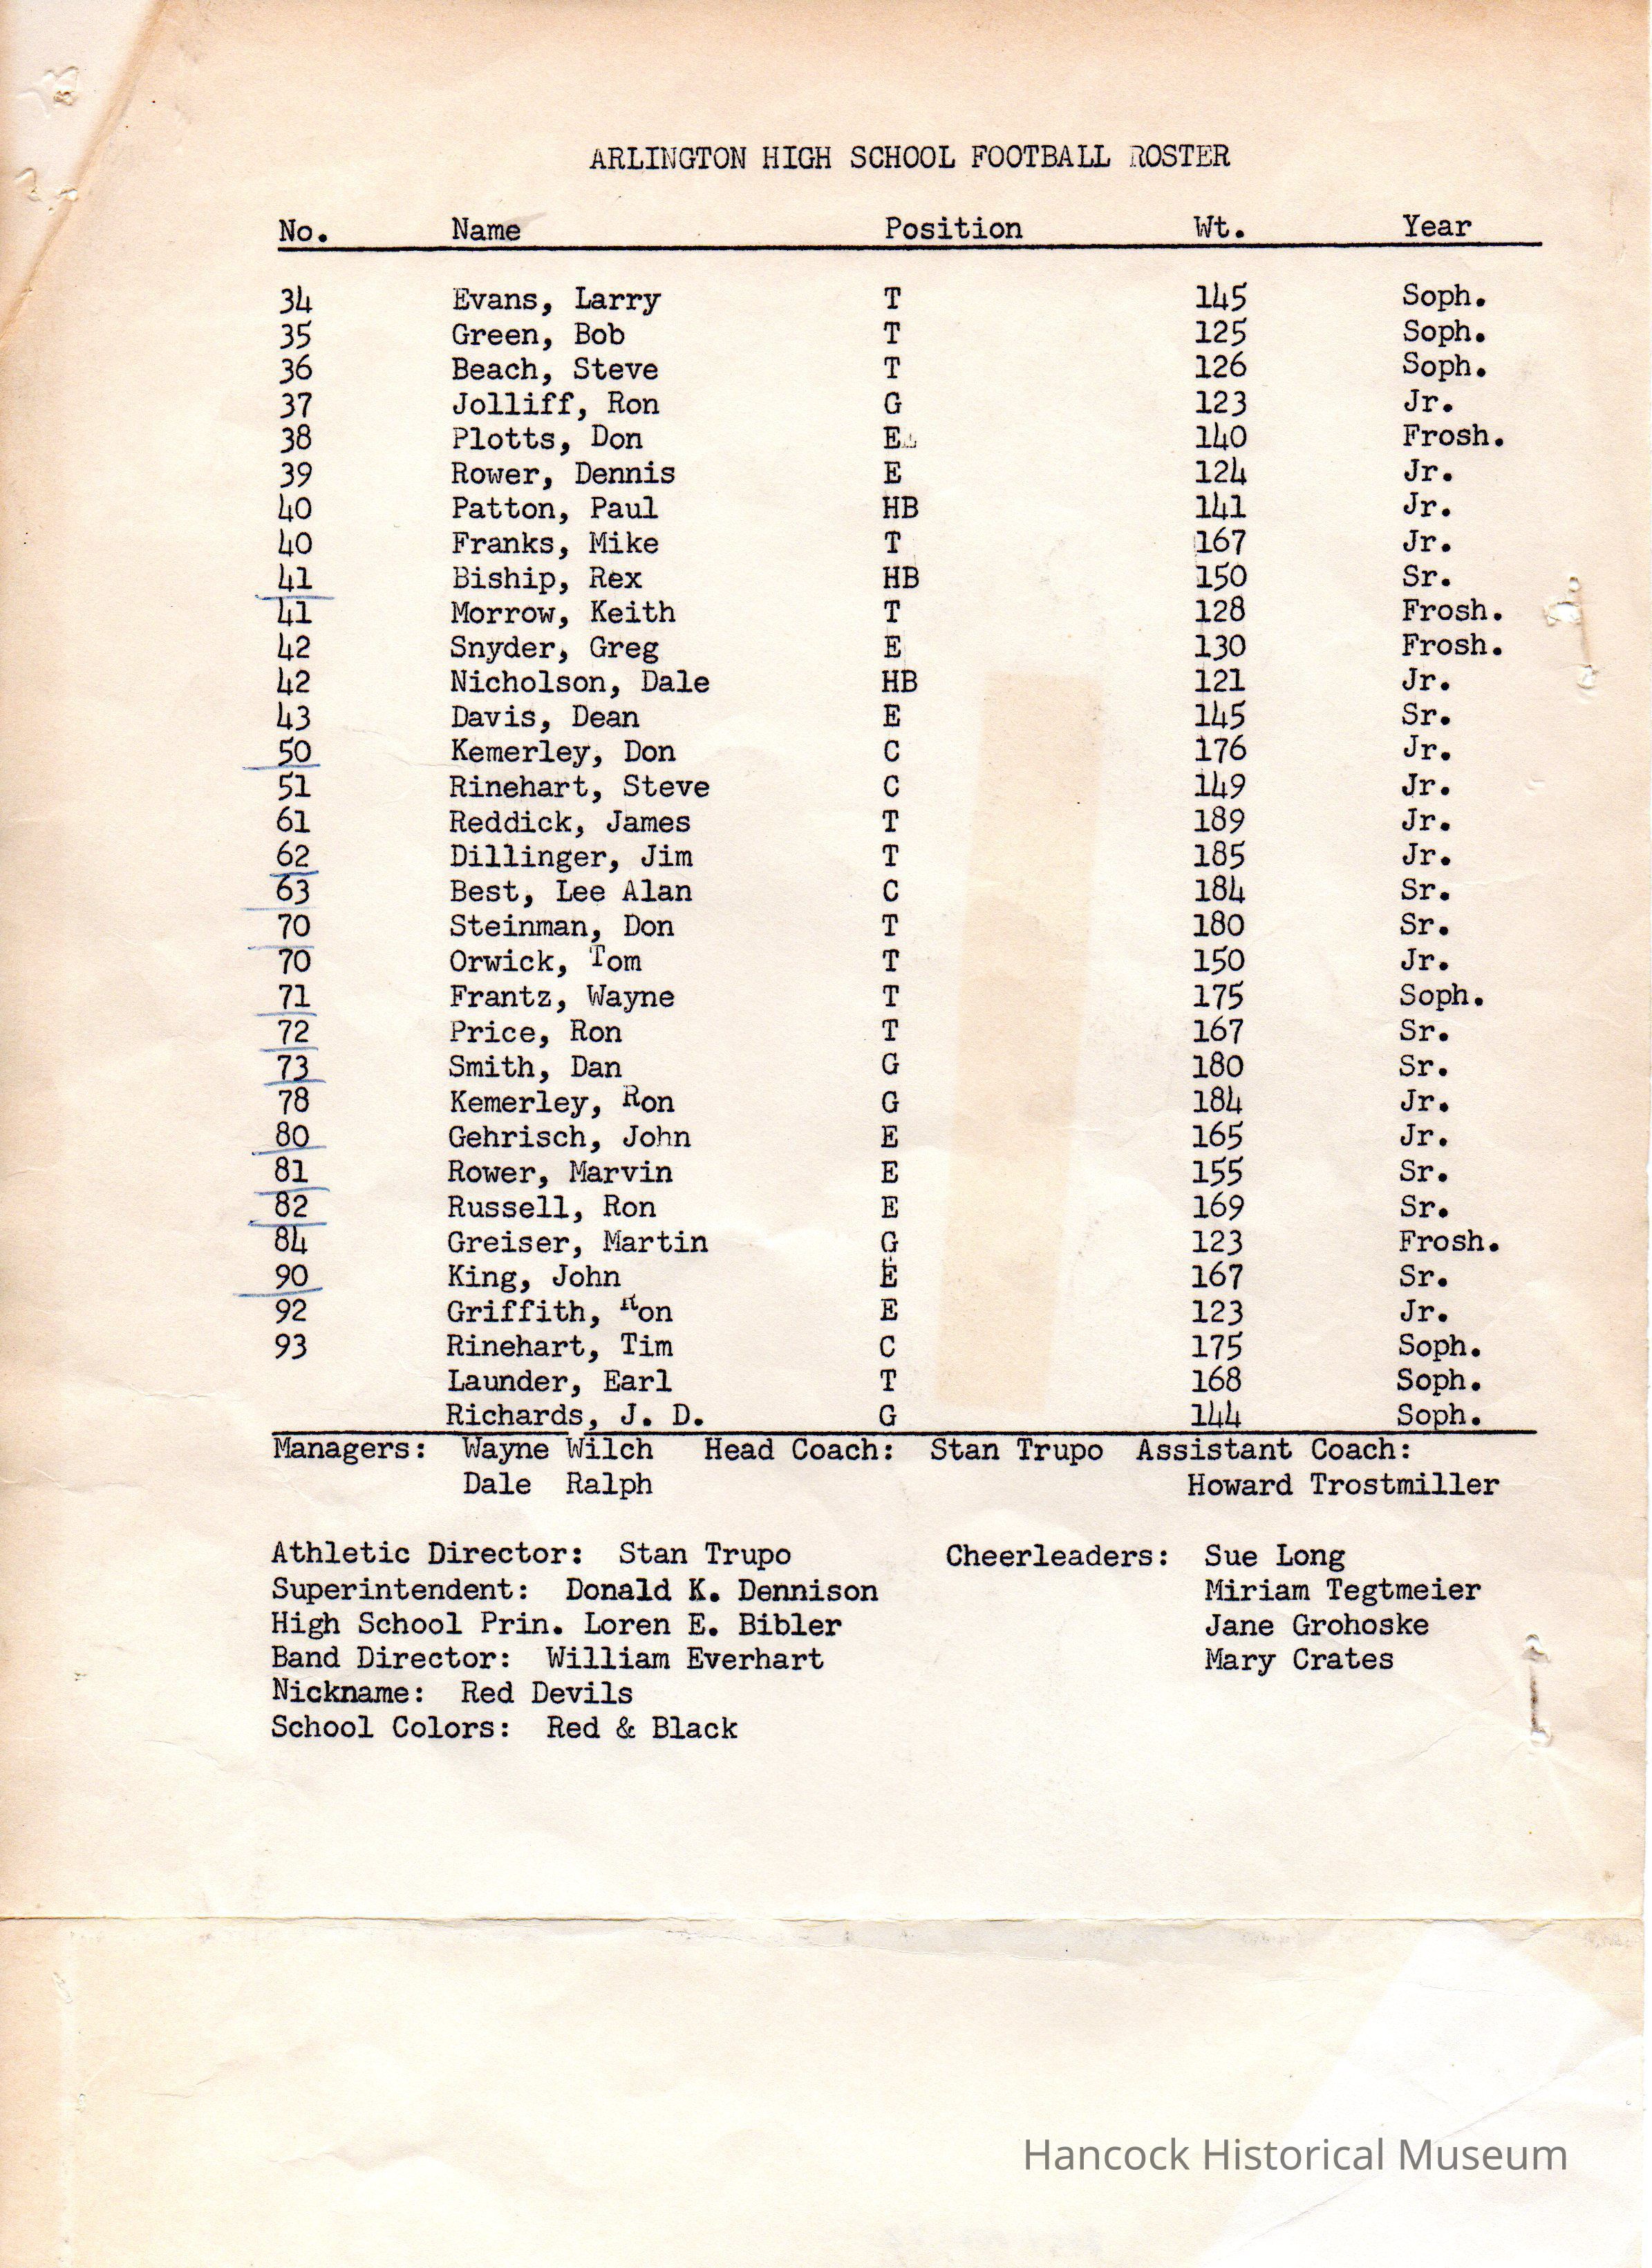 ARLINGTON HIGH SCHOOL FOOTBALL ROSTER
No. Name Position Wt. Year
34 Evans, Larry T 145 Soph.
35 Green, Bob T 125 Soph.
36 Beach, Steve T 126 Soph.
37 Jolliff, Ron G 123 Jr.
38 Plotts, Don E 140 Frosh.
39 Rower, Dennis E 124 Jr.
40 Patton, Paul HB 141 Jr.
40 Franks, Mike T 167 Jr.
41 Biship, Rex HB 150 Sr.
41 Morrow, Keith T 128 Frosh.
42 Snyder, Greg E 130 Frosh.
42 Nicholson, Dale HB 121 Jr.
43 Davis, Dean E 145 Sr.
50 Kemerley, Don C 176 Jr.
51 Rinehart, Steve C 149 Jr.
61 Reddick, James T 189 Jr.
62 Dillinger, Jim T 185 Jr.
63 Best, Lee Alan C 184 Sr.
70 Steinman, Don T 180 Sr.
70 Orwick, Tom T 150 Jr.
71 Frantz, Wayne T 175 Soph.
72 Price, Ron T 167 Sr.
73 Smith, Dan G 180 Sr.
78 Kemerley, Ron G 184 Jr.
80 Gehrisch, John E 165 Jr.
81 Rower, Marvin E 155 Sr.
82 Russell, Ron E 169 Sr.
84 Greiser, Martin G 123 Frosh.
90 King, John E 167 Sr.
92 Griffith, Ron E 123 Jr.
93 Rinehart, Tim C 175 Soph.
Launder, Earl T 168 Soph.
Richards, J. D. G 144 Soph.
Managers: Wayne Wilch Head Coach: Stan Trupo Assistant Coach:
Dale Ralph Howard Trostmiller
Athletic Director: Stan Trupo Cheerleaders: Sue Long
Superintendent: Donald K. Dennison Miriam Tegtmeier
High School Prin. Loren E. Bibler Jane Grohoske
Band Director: William Everhart Mary Crates
Nickname: Red Devils
School Colors: Red & Black
Hancock Historical Museum